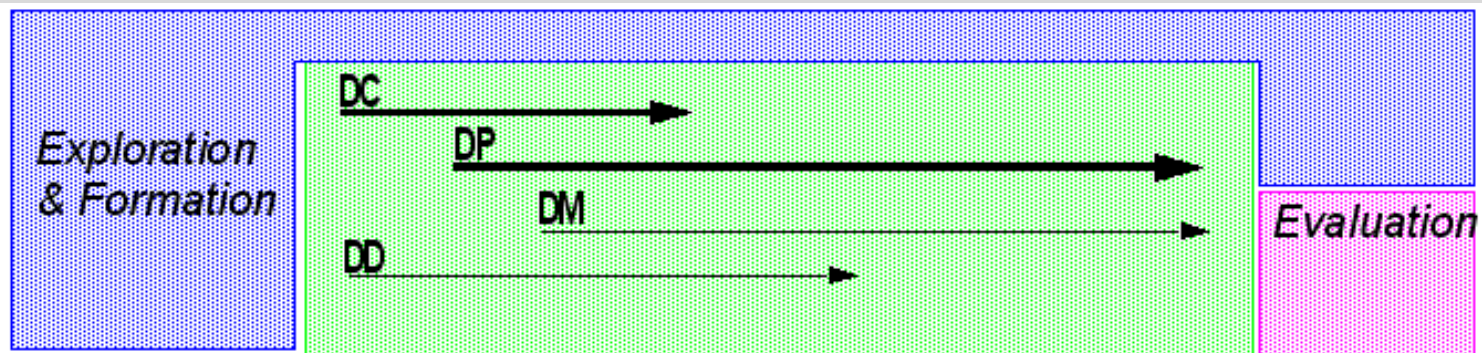 DC
Exploration
& Formation
DP
DM
DD
Evaluation